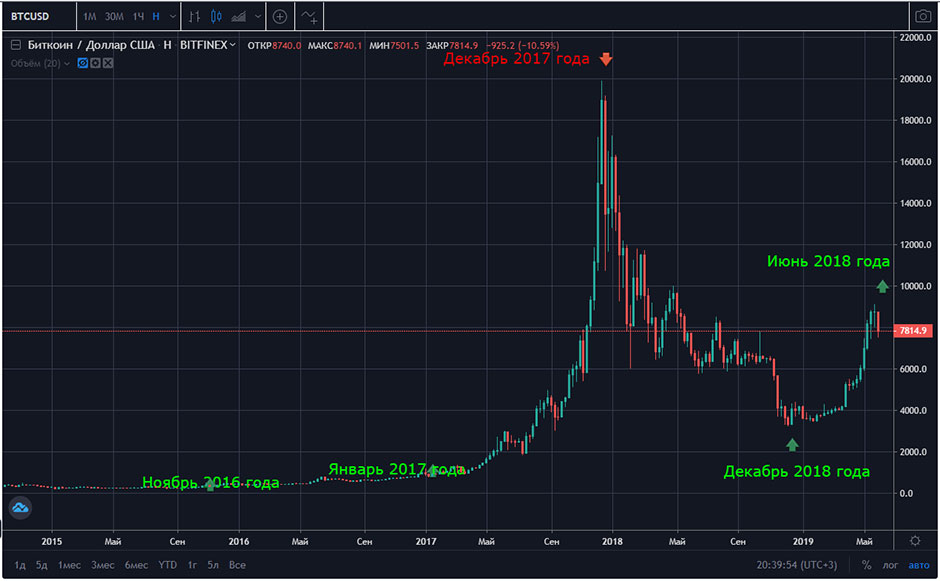 BTCUSD 1М 30М 1Ч Н
Биткоин / Доллар США · Н · BITFINEX ОТКР8740.0 МАКС8740.1 МИН7501.5 ЗАКР7814.9 −925.2 (−10.59%)
Объём (20)
Декабрь 2017 года
22000.0
20000.0
18000.0
16000.0
14000.0
12000.0
Июнь 2018 года
10000.0
7814.9
6000.0
4000.0
2000.0
Январь 2017 года
Декабрь 2018 года
Ноябрь 2016 года
0.0
2015 Май Сен 2016 Май Сен 2017 Май Сен 2018 Май Сен 2019 Май
1д 5д 1мес 3мес 6мес YTD 1г 5л Все 20:39:54 (UTC+3) % лог авто